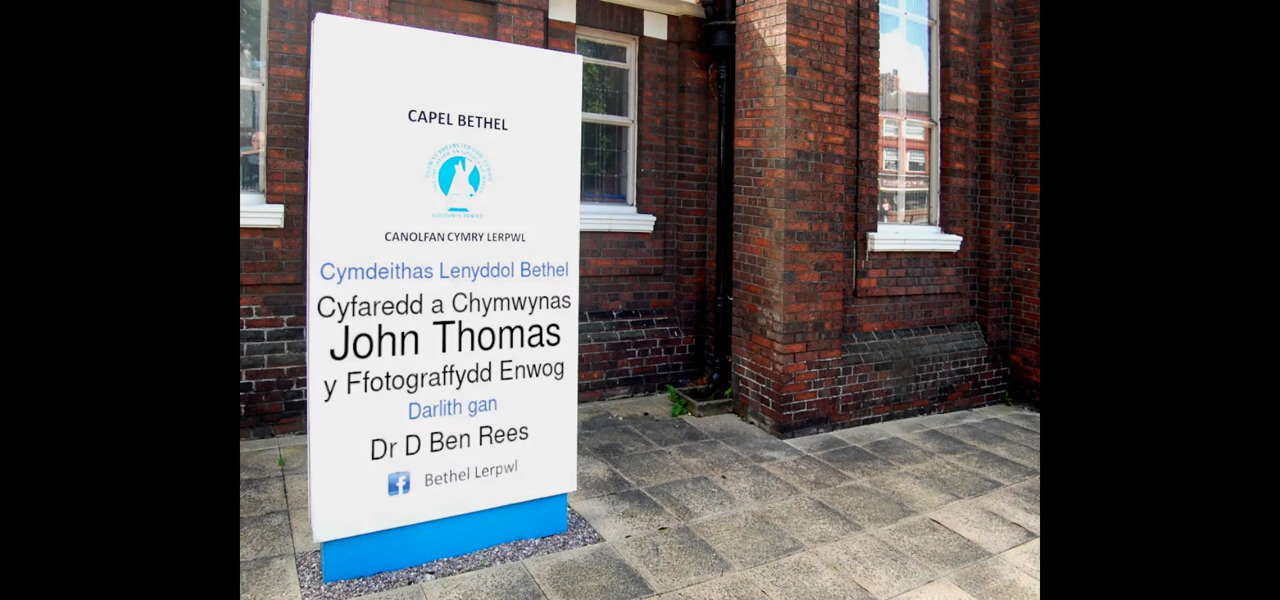 CAPEL BETHEL
CANOLFAN CYMRY LERPWL
Cymdeithas Lenyddol Bethel
Cyfaredd a Chymwynas
John Thomas
y Ffotograffydd Enwog
Darlith gan
Dr D Ben Rees
f Bethel Lerpwl